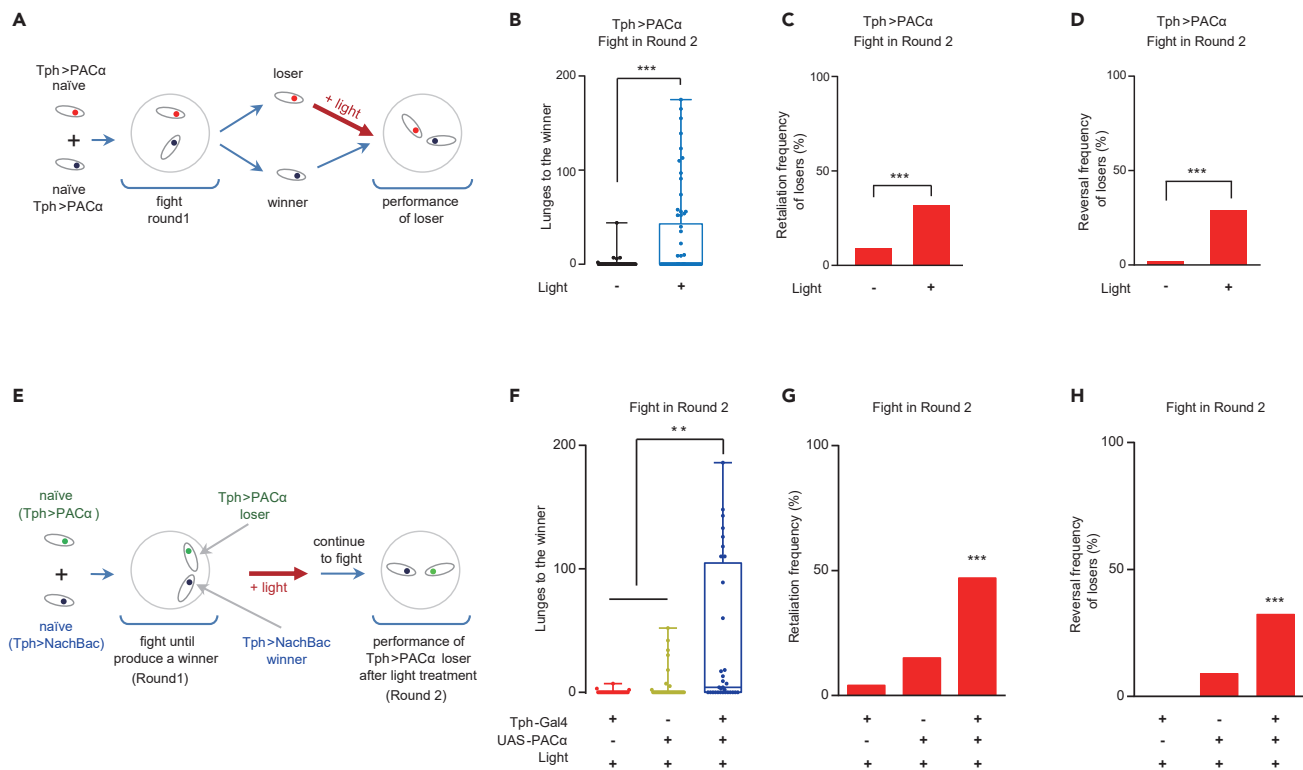 A
Tph>PACα
naïve
+
naïve
Tph>PACα
fight
round1
loser
+ light
winner
performance
of loser
B
Tph>PACα
Fight in Round 2
Lunges to the winner
200
100
0
***
Light - +
C
Tph>PACα
Fight in Round 2
Retaliation frequency
of losers (%)
100
50
0
***
Light - +
D
Tph>PACα
Fight in Round 2
Reversal frequency
of losers (%)
100
50
0
***
Light - +
E
naïve
(Tph>PACα )
+
naïve
(Tph>NachBac)
Tph>PACα
loser
fight until
produce a winner
(Round1)
+ light
Tph>NachBac
winner
continue
to fight
performance of
Tph>PACα loser
after light treatment
(Round 2)
F
Fight in Round 2
Lunges to the winner
200
100
0
**
Tph-Gal4 + - +
UAS-PACα - + +
Light + + +
G
Fight in Round 2
Retaliation frequency (%)
100
50
0
***
+ - +
- + +
+ + +
H
Fight in Round 2
Reversal frequency
of losers (%)
100
50
0
***
+ - +
- + +
+ + +